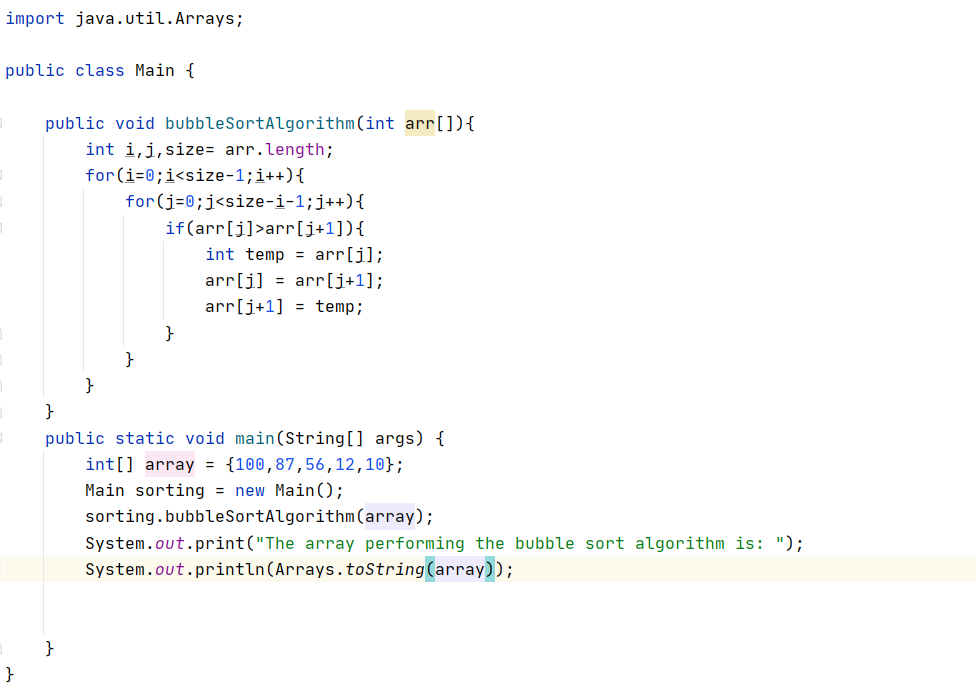 import java.util.Arrays;
public class Main {
    public void bubbleSortAlgorithm(int arr[]){
        int i,j,size= arr.length;
        for(i=0;i<size-1;i++){
            for(j=0;j<size-i-1;j++){
                if(arr[j]>arr[j+1]){
                    int temp = arr[j];
                    arr[j] = arr[j+1];
                    arr[j+1] = temp;
                }
            }
        }
    }
    public static void main(String[] args) {
        int[] array = {100,87,56,12,10};
        Main sorting = new Main();
        sorting.bubbleSortAlgorithm(array);
        System.out.print("The array performing the bubble sort algorithm is: ");
        System.out.println(Arrays.toString(array));
    }
}